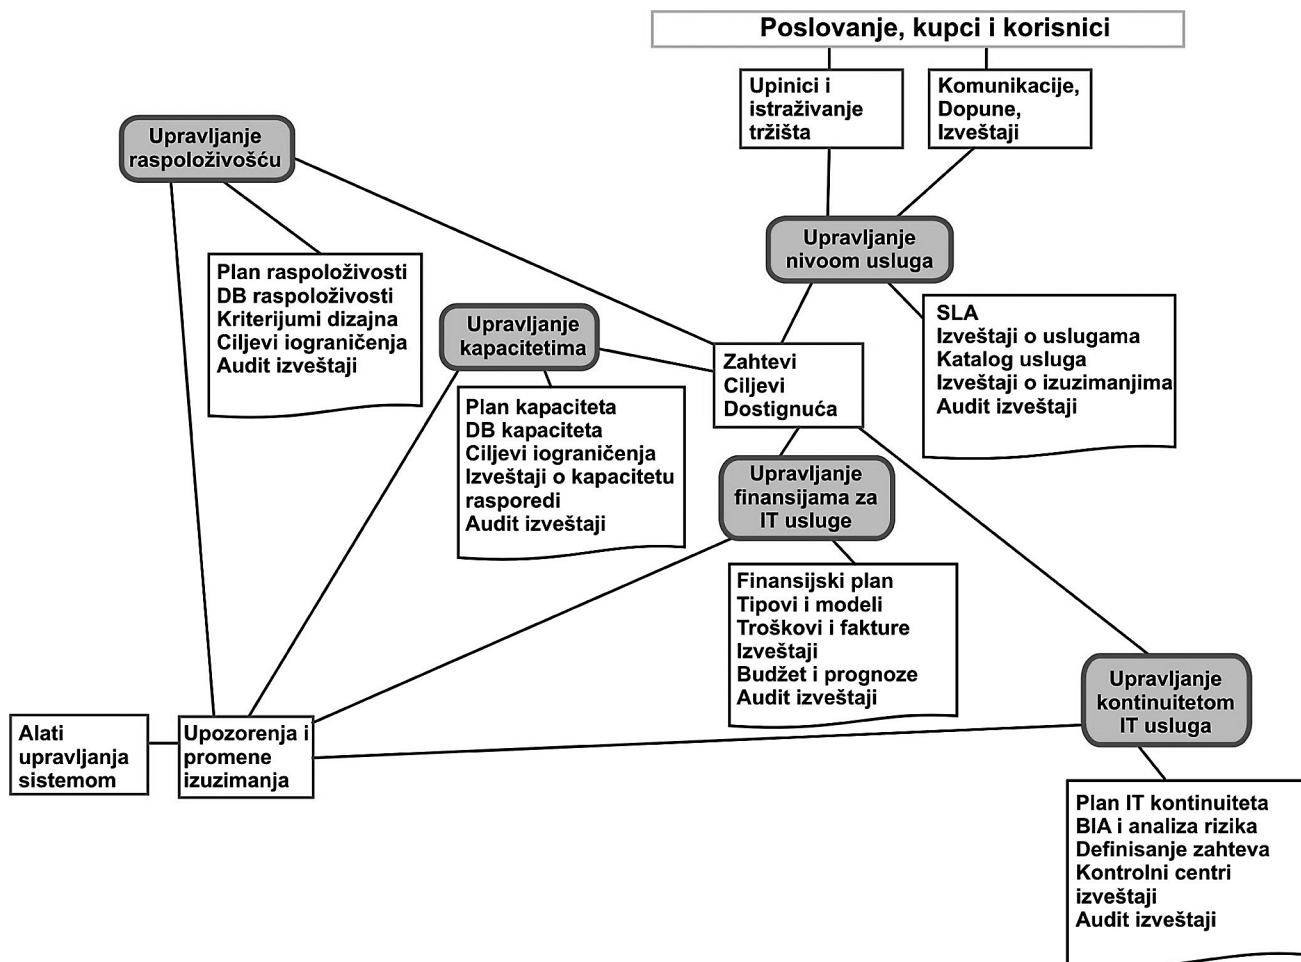 Poslovanje, kupci i korisnici
Upinici i
istraživanje
tržišta
Komunikacije,
Dopune,
Izveštaji
Upravljanje
raspoloživošću
Upravljanje
nivoom usluga
Plan raspoloživosti
DB raspoloživosti
Kriterijumi dizajna
Ciljevi iograničenja
Audit izveštaji
Upravljanje
kapacitetima
SLA
Izveštaji o uslugama
Katalog usluga
Izveštaji o izuzimanjima
Audit izveštaji
Zahtevi
Ciljevi
Dostignuća
Plan kapaciteta
DB kapaciteta
Ciljevi iograničenja
Izveštaji o kapacitetu
rasporedi
Audit izveštaji
Upravljanje
finansijama za
IT usluge
Finansijski plan
Tipovi i modeli
Troškovi i fakture
Izveštaji
Budžet i prognoze
Audit izveštaji
Upravljanje
kontinuitetom
IT usluga
Alati
upravljanja
sistemom
Upozorenja i
promene
izuzimanja
Plan IT kontinuiteta
BIA i analiza rizika
Definisanje zahteva
Kontrolni centri
izveštaji
Audit izveštaji